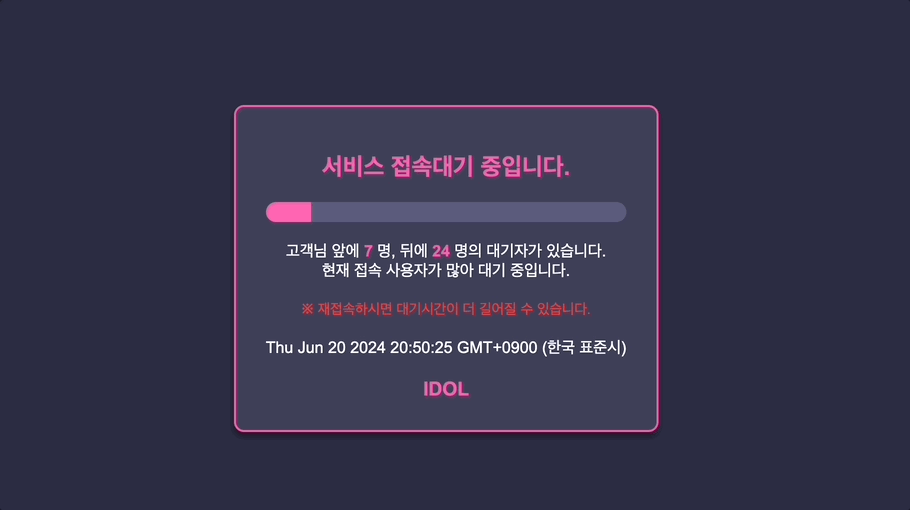 서비스 접속대기 중입니다.
고객님 앞에 7 명, 뒤에 24 명의 대기자가 있습니다.
현재 접속 사용자가 많아 대기 중입니다.
※ 재접속하시면 대기시간이 더 길어질 수 있습니다.
Thu Jun 20 2024 20:50:25 GMT+0900 (한국 표준시)
IDOL